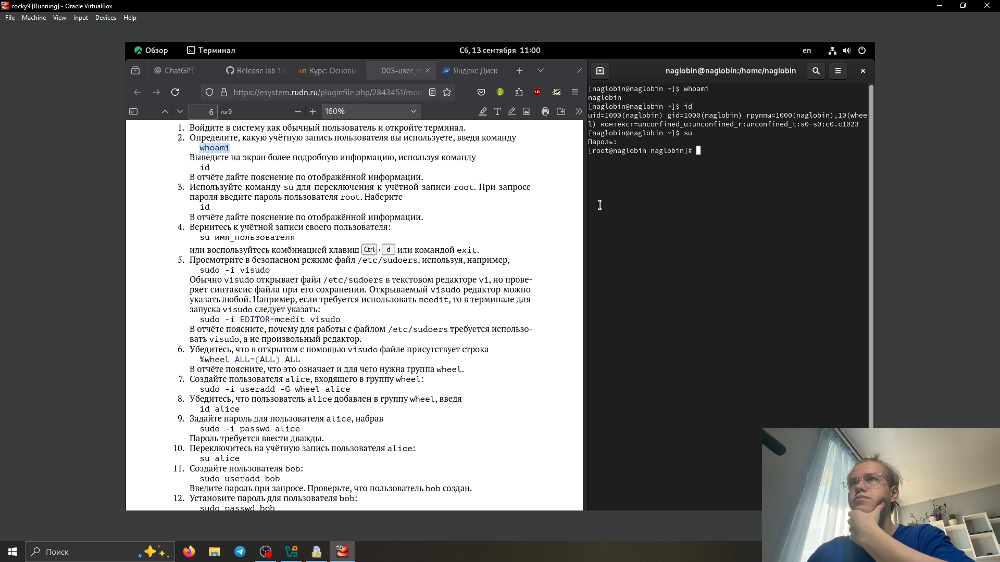 rocky9 [Running] - Oracle VirtualBox
File Machine View Input Devices Help
Обзор Терминал Сб, 13 сентября 11:00 en
ChatGPT Release lab 1.1 Курс: Основы 003-user_m Яндекс Диск
https://esystem.rudn.ru/pluginfile.php/2843451/mod_
6 из 9 160%
1. Войдите в систему как обычный пользователь и откройте терминал.
2. Определите, какую учётную запись пользователя вы используете, введя команду
whoami
Выведите на экран более подробную информацию, используя команду
id
В отчёте дайте пояснение по отображённой информации.
3. Используйте команду su для переключения к учётной записи root. При запросе
пароля введите пароль пользователя root. Наберите
id
В отчёте дайте пояснение по отображённой информации.
4. Вернитесь к учётной записи своего пользователя:
su имя_пользователя
или воспользуйтесь комбинацией клавиш Ctrl + d или командой exit.
5. Просмотрите в безопасном режиме файл /etc/sudoers, используя, например,
sudo -i visudo
Обычно visudo открывает файл /etc/sudoers в текстовом редакторе vi, но прове-
ряет синтаксис файла при его сохранении. Открываемый visudo редактор можно
указать любой. Например, если требуется использовать mcedit, то в терминале для
запуска visudo следует указать:
sudo -i EDITOR=mcedit visudo
В отчёте поясните, почему для работы с файлом /etc/sudoers требуется использо-
вать visudo, а не произвольный редактор.
6. Убедитесь, что в открытом с помощью visudo файле присутствует строка
%wheel ALL=(ALL) ALL
В отчёте поясните, что это означает и для чего нужна группа wheel.
7. Создайте пользователя alice, входящего в группу wheel:
sudo -i useradd -G wheel alice
8. Убедитесь, что пользователь alice добавлен в группу wheel, введя
id alice
9. Задайте пароль для пользователя alice, набрав
sudo -i passwd alice
Пароль требуется ввести дважды.
10. Переключитесь на учётную запись пользователя alice:
su alice
11. Создайте пользователя bob:
sudo useradd bob
Введите пароль при запросе. Проверьте, что пользователь bob создан.
12. Установите пароль для пользователя bob:
sudo passwd bob
naglobin@naglobin:/home/naglobin
[naglobin@naglobin ~]$ whoami
naglobin
[naglobin@naglobin ~]$ id
uid=1000(naglobin) gid=1000(naglobin) группы=1000(naglobin),10(whee
l) контекст=unconfined_u:unconfined_r:unconfined_t:s0-s0:c0.c1023
[naglobin@naglobin ~]$ su
Пароль:
[root@naglobin naglobin]#
Поиск